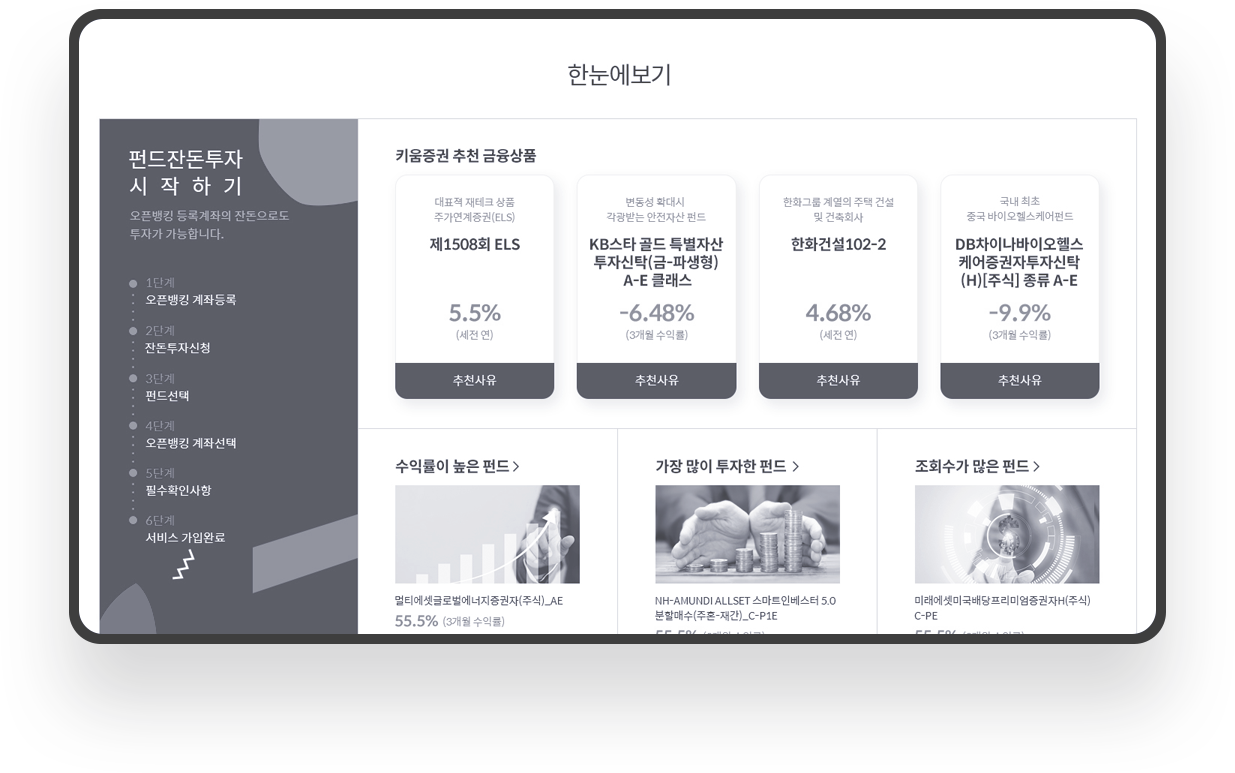 한눈에보기
펀드잔돈투자
시 작 하 기
오픈뱅킹 등록계좌의 잔돈으로도
투자가 가능합니다.
1단계
오픈뱅킹 계좌등록
2단계
잔돈투자신청
3단계
펀드선택
4단계
오픈뱅킹 계좌선택
5단계
필수확인사항
6단계
서비스 가입완료
키움증권 추천 금융상품
대표젹 재테크 상품
주가연계증권(ELS)
제1508회 ELS
5.5%
(세전 연)
추천사유
변동성 확대시
각광받는 안전자산 펀드
KB스타 골드 특별자산
투자신탁(금-파생형)
A-E 클래스
-6.48%
(3개월 수익률)
추천사유
한화그룹 계열의 주택 건설
및 건축회사
한화건설102-2
4.68%
(세전 연)
추천사유
국내 최초
중국 바이오헬스케어펀드
DB차이나바이오헬스
케어증권자투자신탁
(H)[주식] 종류 A-E
-9.9%
(3개월 수익률)
추천사유
수익률이 높은 펀드 >
멀티에셋글로벌에너지증권자(주식)_AE
55.5% (3개월 수익률)
가장 많이 투자한 펀드 >
NH-AMUNDI ALLSET 스마트인베스터 5.0
분할매수(주혼-재간)_C-P1E
55.5% (3개월 수익률)
조회수가 많은 펀드 >
미래에셋미국배당프리미엄증권자H(주식)
C-PE
55.5% (3개월 수익률)